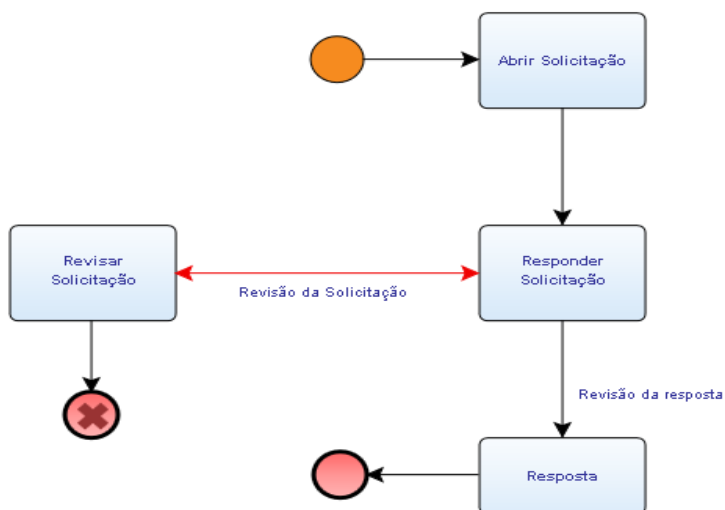 Abrir Solicitação
Revisar
Solicitação
Responder
Solicitação
Revisão da Solicitação
Revisão da resposta
Resposta